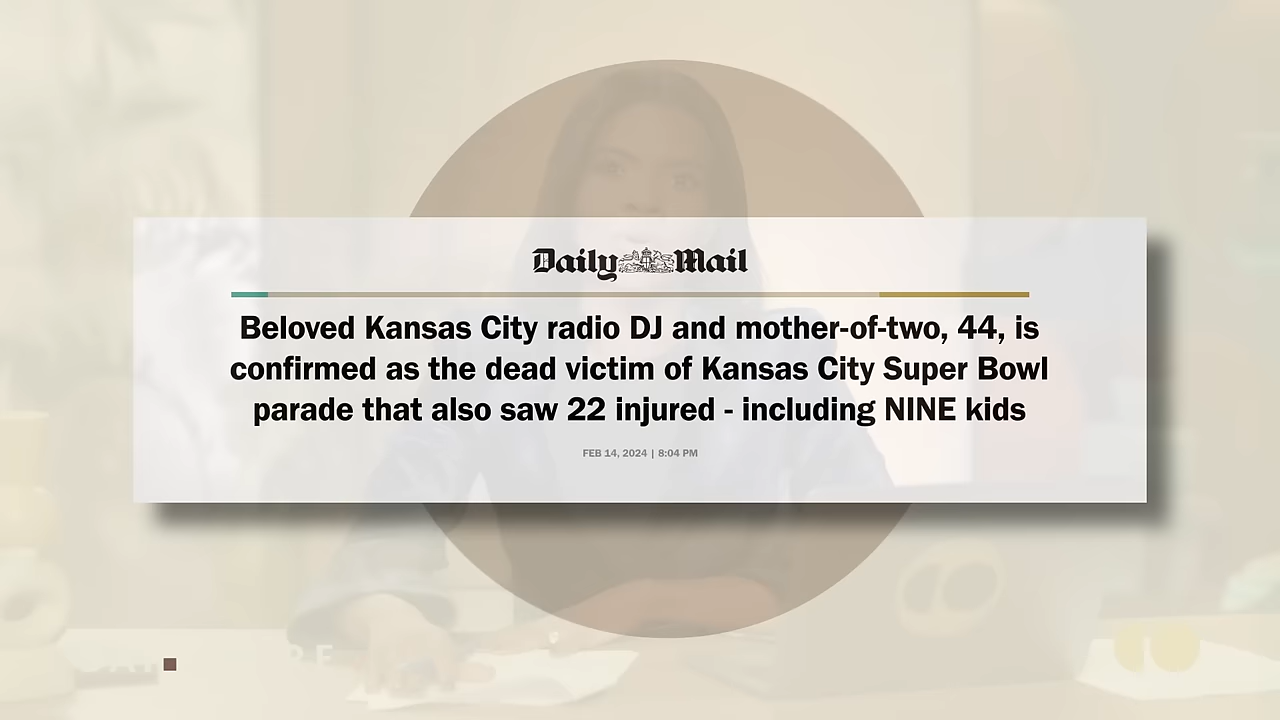 Daily Mail
Beloved Kansas City radio DJ and mother-of-two, 44, is
confirmed as the dead victim of Kansas City Super Bowl
parade that also saw 22 injured - including NINE kids
FEB 14, 2024 | 8:04 PM